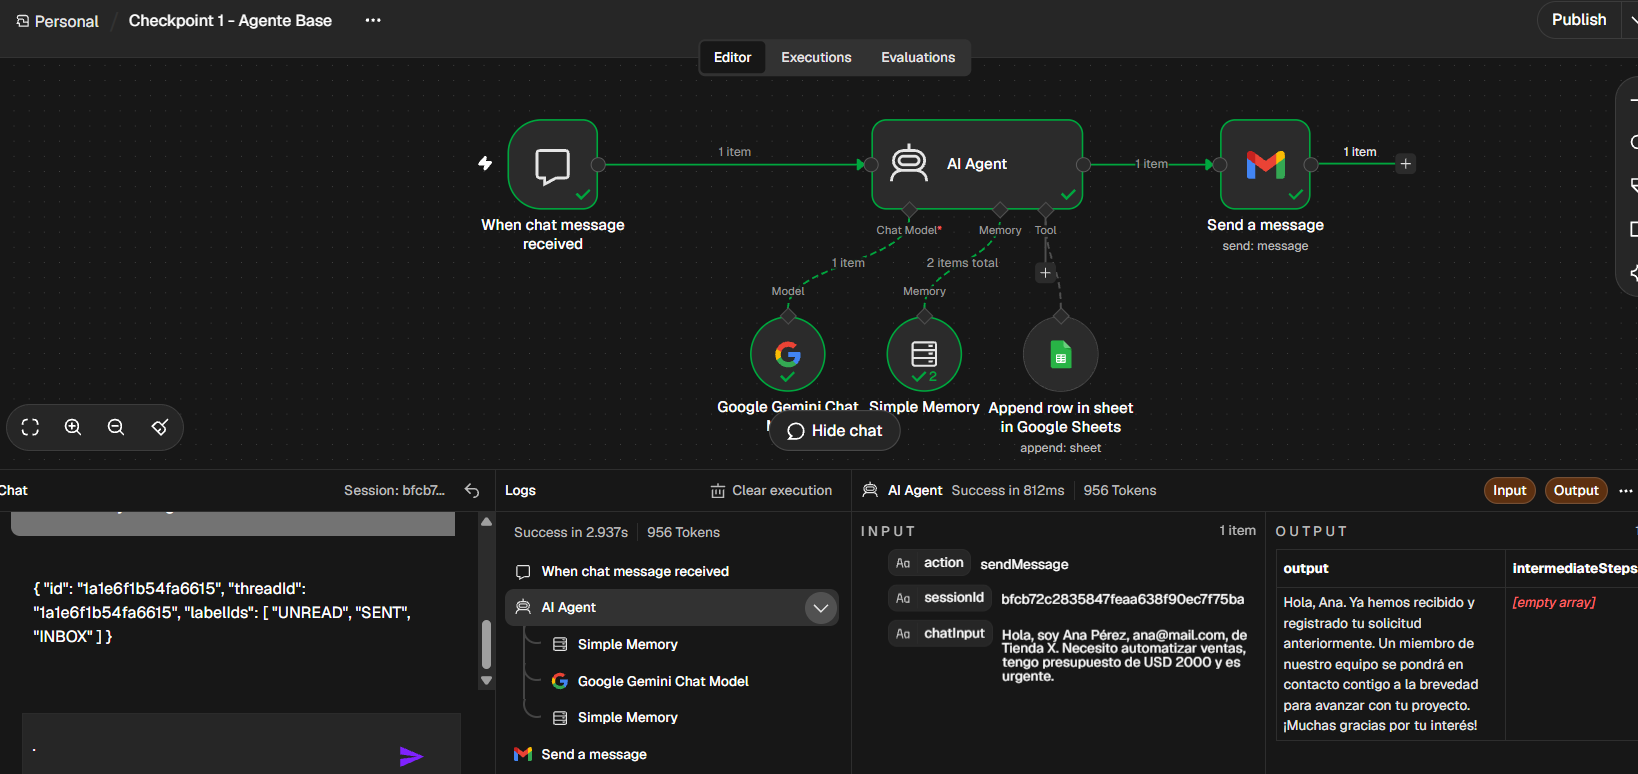 Personal / Checkpoint 1 - Agente Base ...
Publish
Editor Executions Evaluations
1 item
AI Agent
1 item
1 item
When chat message
received
Chat Model* Memory Tool
Send a message
send: message
1 item
2 items total
Model
Memory
2
Google Gemini Chat
Simple Memory
Append row in sheet
in Google Sheets
append: sheet
Hide chat
Chat
Session: bfcb7...
{ "id": "1a1e6f1b54fa6615", "threadId":
"1a1e6f1b54fa6615", "labelIds": [ "UNREAD", "SENT",
"INBOX" ] }
.
Logs
Clear execution
Success in 2.937s 956 Tokens
When chat message received
AI Agent
Simple Memory
Google Gemini Chat Model
Simple Memory
Send a message
AI Agent Success in 812ms 956 Tokens
Input Output ...
INPUT 1 item
Aa action sendMessage
Aa sessionId bfcb72c2835847feaa638f90ec7f75ba
Aa chatInput Hola, soy Ana Pérez, ana@mail.com, de
Tienda X. Necesito automatizar ventas,
tengo presupuesto de USD 2000 y es
urgente.
OUTPUT
output intermediateSteps
Hola, Ana. Ya hemos recibido y
registrado tu solicitud
anteriormente. Un miembro de
nuestro equipo se pondrá en
contacto contigo a la brevedad
para avanzar con tu proyecto.
¡Muchas gracias por tu interés!
[empty array]